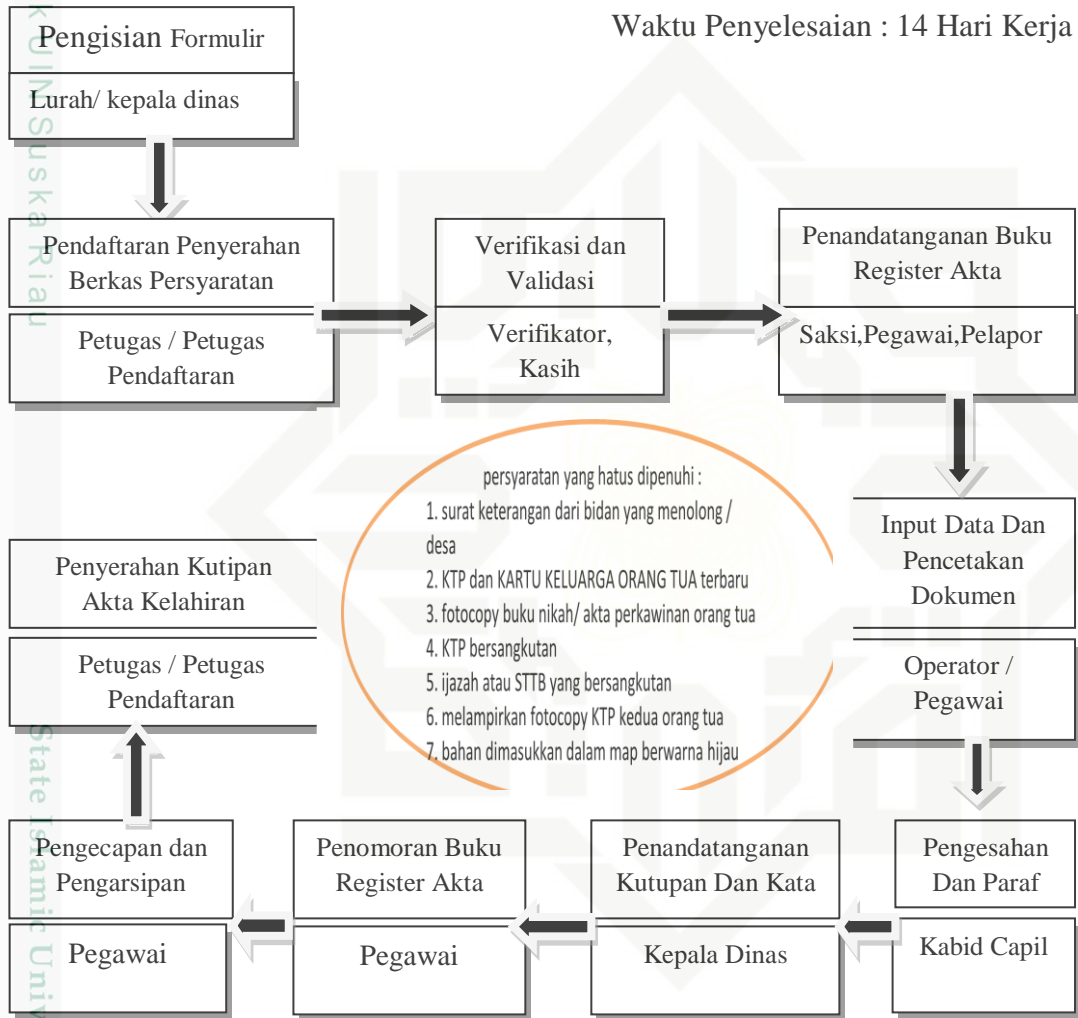 Waktu Penyelesaian : 14 Hari Kerja
Pengisian Formulir
Lurah/ kepala dinas
Pendaftaran Penyerahan
Berkas Persyaratan
Petugas / Petugas
Pendaftaran
Verifikasi dan
Validasi
Verifikator,
Kasih
Penandatanganan Buku
Register Akta
Saksi,Pegawai,Pelapor
Input Data Dan
Pencetakan
Dokumen
Operator /
Pegawai
persyaratan yang hatus dipenuhi :
1. surat keterangan dari bidan yang menolong /
desa
2. KTP dan KARTU KELUARGA ORANG TUA terbaru
3. fotocopy buku nikah/ akta perkawinan orang tua
4. KTP bersangkutan
5. ijazah atau STTB yang bersangkutan
6. melampirkan fotocopy KTP kedua orang tua
7. bahan dimasukkan dalam map berwarna hijau
Penyerahan Kutipan
Akta Kelahiran
Petugas / Petugas
Pendaftaran
Pengecapan dan
Pengarsipan
Pegawai
Penomoran Buku
Register Akta
Pegawai
Penandatanganan
Kutupan Dan Kata
Kepala Dinas
Pengesahan
Dan Paraf
Kabid Capil
k UIN Suska Riau
State Islamic Univ